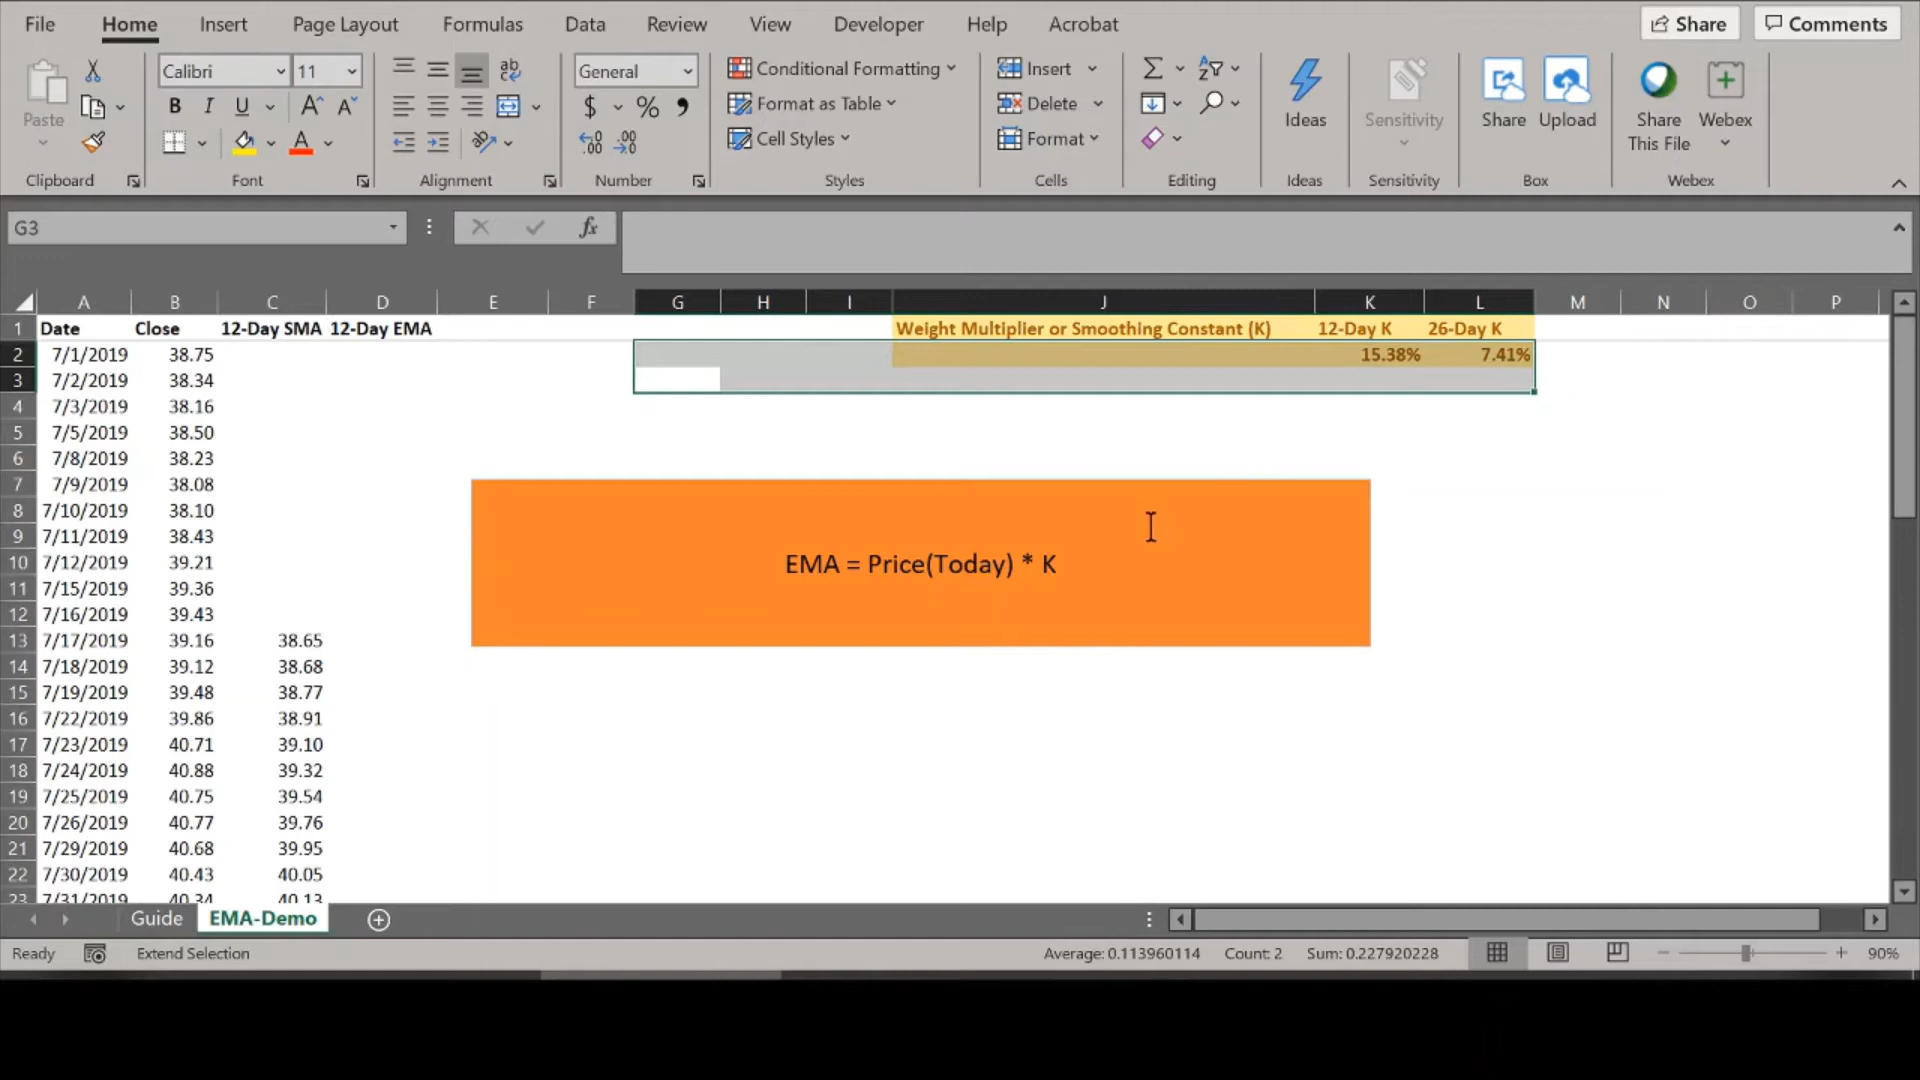 File Home Insert Page Layout Formulas Data Review View Developer Help Acrobat Share Comments
Calibri 11 General Conditional Formatting Insert
Paste B I U $ % Format as Table Delete Ideas Sensitivity Share Upload Share This File Webex
Cell Styles Format
Clipboard Font Alignment Number Styles Cells Editing Ideas Sensitivity Box Webex
G3 fx
A B C D E F G H I J K L M N O P
1 Date Close 12-Day SMA 12-Day EMA Weight Multiplier or Smoothing Constant (K) 12-Day K 26-Day K
2 7/1/2019 38.75 15.38% 7.41%
3 7/2/2019 38.34
4 7/3/2019 38.16
5 7/5/2019 38.50
6 7/8/2019 38.23
7 7/9/2019 38.08
8 7/10/2019 38.10
9 7/11/2019 38.43
10 7/12/2019 39.21
EMA = Price(Today) * K
11 7/15/2019 39.36
12 7/16/2019 39.43
13 7/17/2019 39.16 38.65
14 7/18/2019 39.12 38.68
15 7/19/2019 39.48 38.77
16 7/22/2019 39.86 38.91
17 7/23/2019 40.71 39.10
18 7/24/2019 40.88 39.32
19 7/25/2019 40.75 39.54
20 7/26/2019 40.77 39.76
21 7/29/2019 40.68 39.95
22 7/30/2019 40.43 40.05
23 7/31/2019 40.34 40.13
Guide EMA-Demo
Ready Extend Selection Average: 0.113960114 Count: 2 Sum: 0.227920228 90%